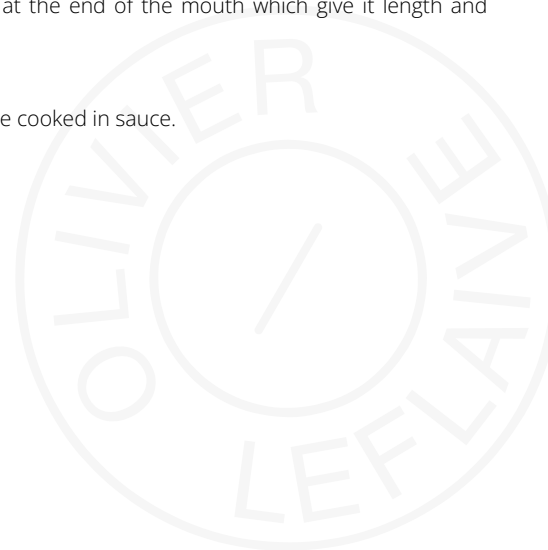 at the end of the mouth which give it length and
e cooked in sauce.
OLIVIER
LEFLAIVE